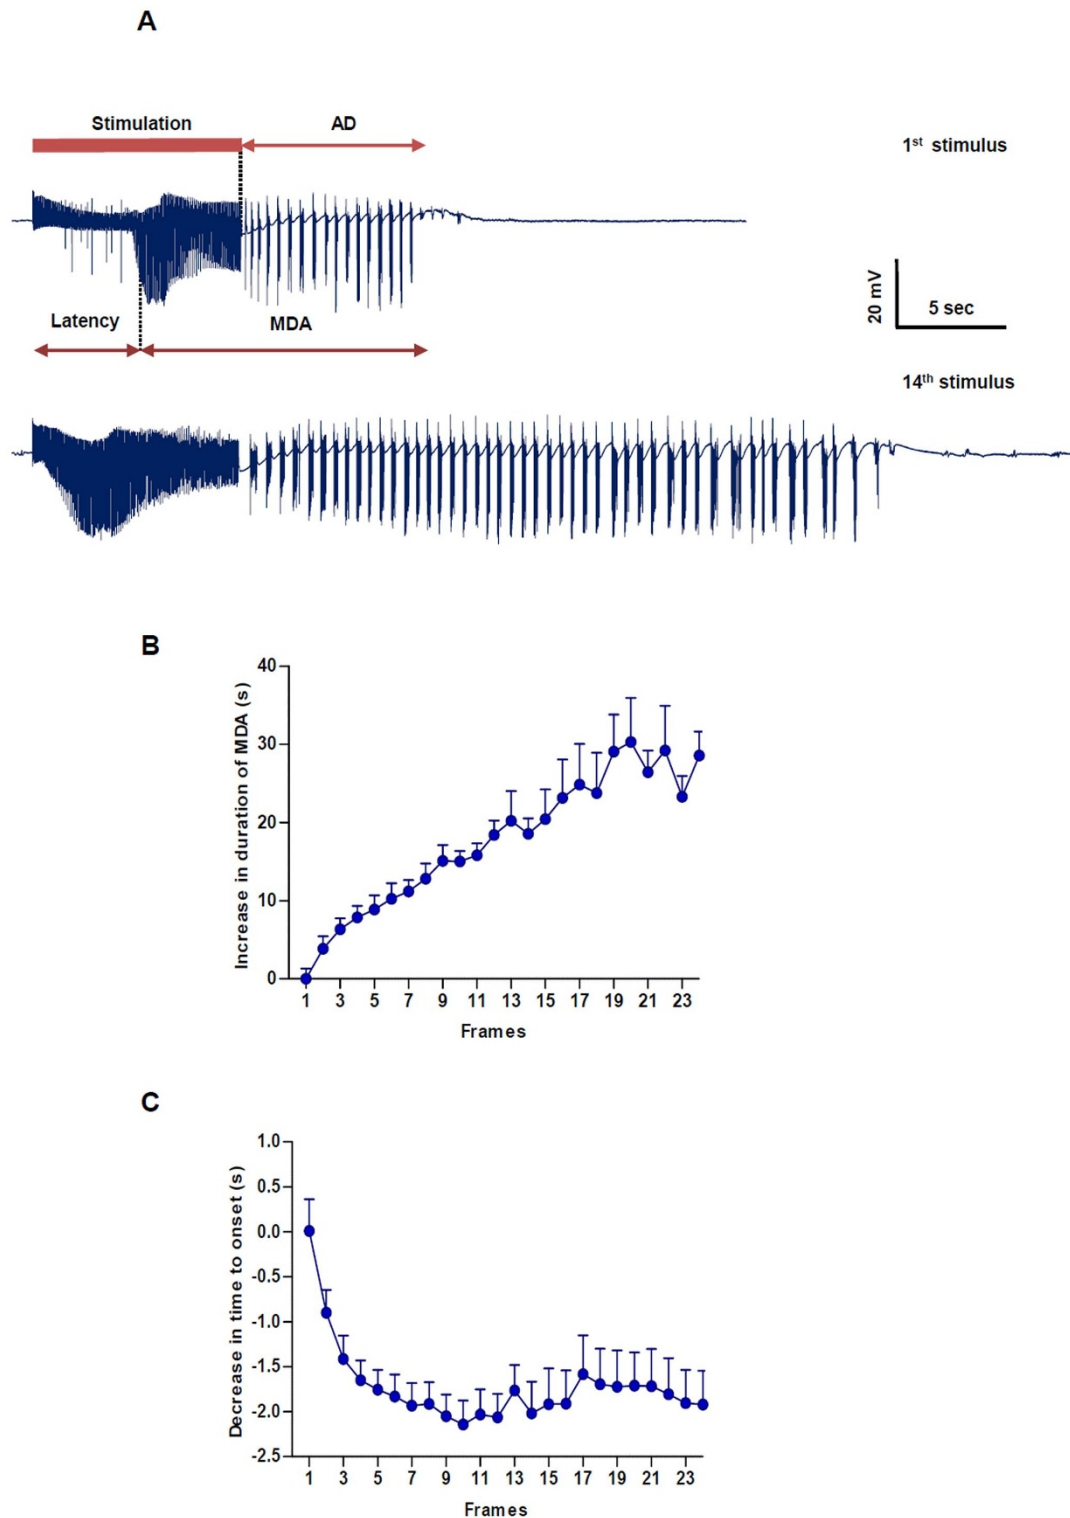 A
Stimulation
AD
1st stimulus
20 mV
5 sec
Latency
MDA
14th stimulus
B
Increase in duration of MDA (s)
40
30
20
10
0
1 3 5 7 9 11 13 15 17 19 21 23
Frames
C
Decrease in time to onset (s)
1.0
0.5
0.0
-0.5
-1.0
-1.5
-2.0
-2.5
1 3 5 7 9 11 13 15 17 19 21 23
Frames